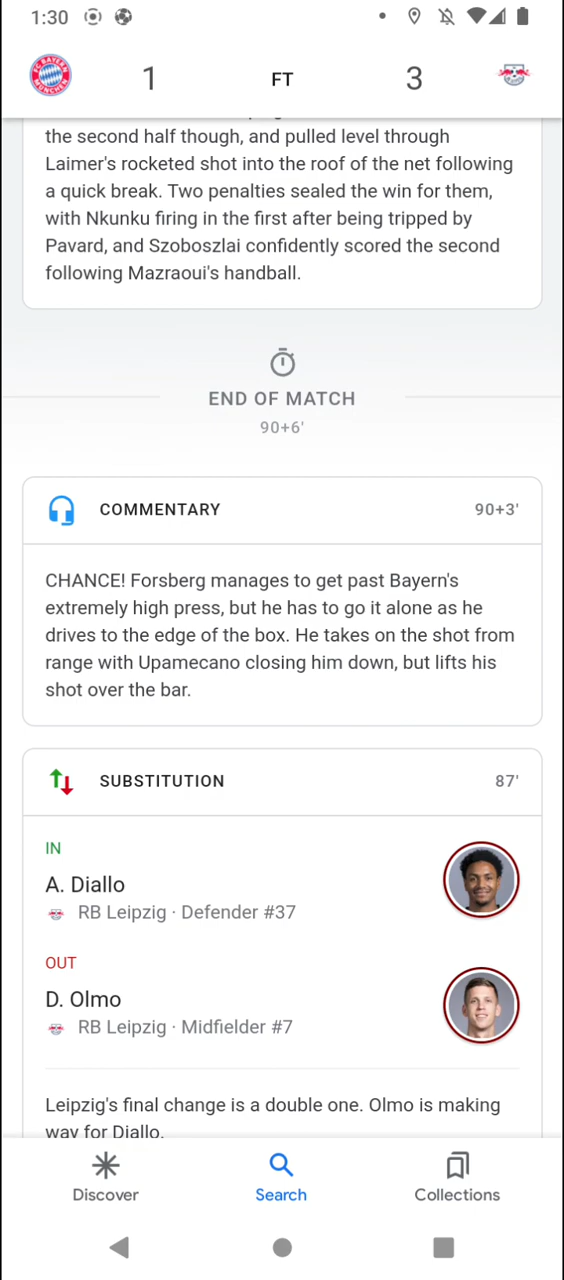 1:30
FC BAYERN
MÜNCHEN
1
FT
3
the second half though, and pulled level through
Laimer's rocketed shot into the roof of the net following
a quick break. Two penalties sealed the win for them,
with Nkunku firing in the first after being tripped by
Pavard, and Szoboszlai confidently scored the second
following Mazraoui's handball.
END OF MATCH
90+6'
COMMENTARY
90+3'
CHANCE! Forsberg manages to get past Bayern's
extremely high press, but he has to go it alone as he
drives to the edge of the box. He takes on the shot from
range with Upamecano closing him down, but lifts his
shot over the bar.
SUBSTITUTION
87'
IN
A. Diallo
RB Leipzig · Defender #37
OUT
D. Olmo
RB Leipzig · Midfielder #7
Leipzig's final change is a double one. Olmo is making
way for Diallo.
Discover
Search
Collections